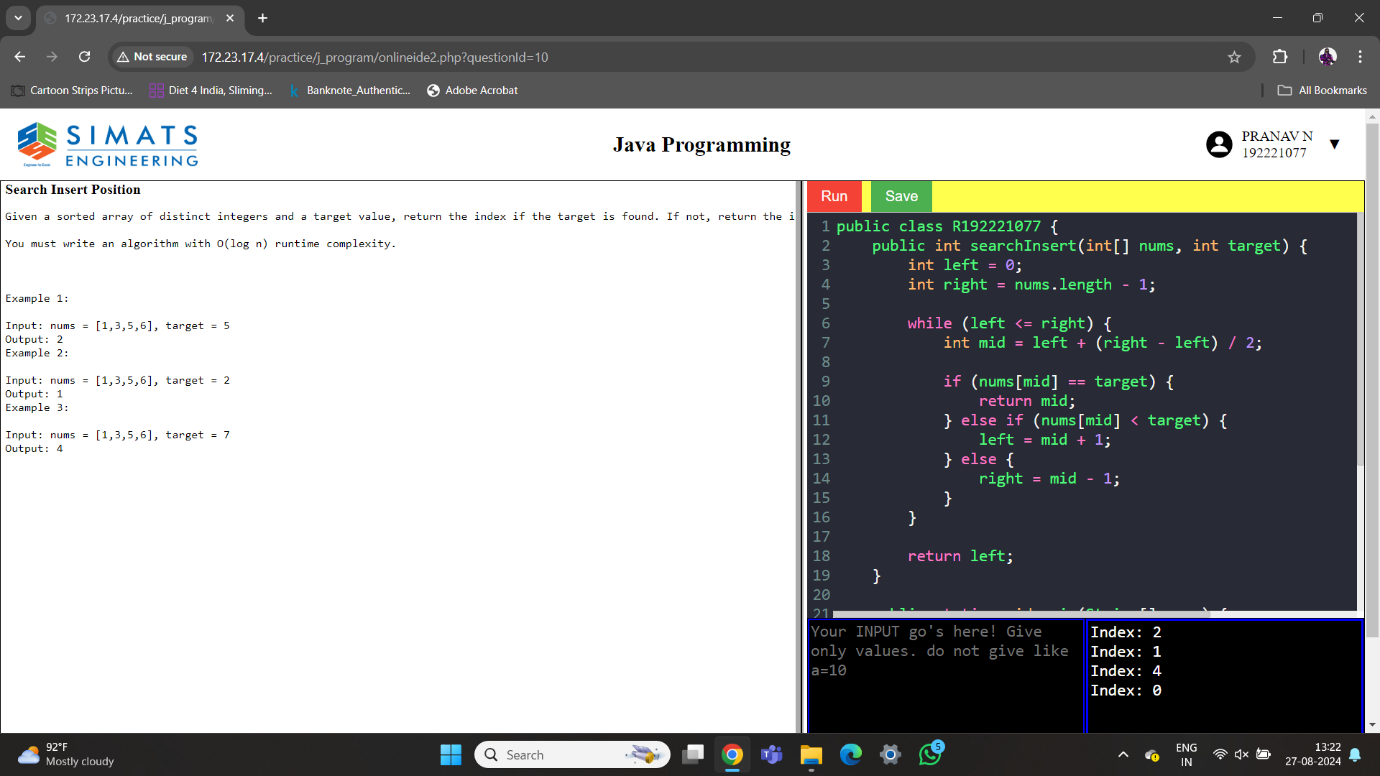 172.23.17.4/practice/j_program
Not secure
172.23.17.4/practice/j_program/onlineide2.php?questionId=10
Cartoon Strips Pictu...
Diet 4 India, Sliming...
Banknote_Authentic...
Adobe Acrobat
All Bookmarks
SIMATS
ENGINEERING
Engineer to Excel
Java Programming
PRANAV N
192221077
Search Insert Position
Given a sorted array of distinct integers and a target value, return the index if the target is found. If not, return the i
You must write an algorithm with O(log n) runtime complexity.
Example 1:
Input: nums = [1,3,5,6], target = 5
Output: 2
Example 2:
Input: nums = [1,3,5,6], target = 2
Output: 1
Example 3:
Input: nums = [1,3,5,6], target = 7
Output: 4
Run
Save
1 public class R192221077 {
2 public int searchInsert(int[] nums, int target) {
3 int left = 0;
4 int right = nums.length - 1;
5
6 while (left <= right) {
7 int mid = left + (right - left) / 2;
8
9 if (nums[mid] == target) {
10 return mid;
11 } else if (nums[mid] < target) {
12 left = mid + 1;
13 } else {
14 right = mid - 1;
15 }
16 }
17
18 return left;
19 }
20
21
Your INPUT go's here! Give
only values. do not give like
a=10
Index: 2
Index: 1
Index: 4
Index: 0
92°F
Mostly cloudy
Search
5
ENG
IN
13:22
27-08-2024